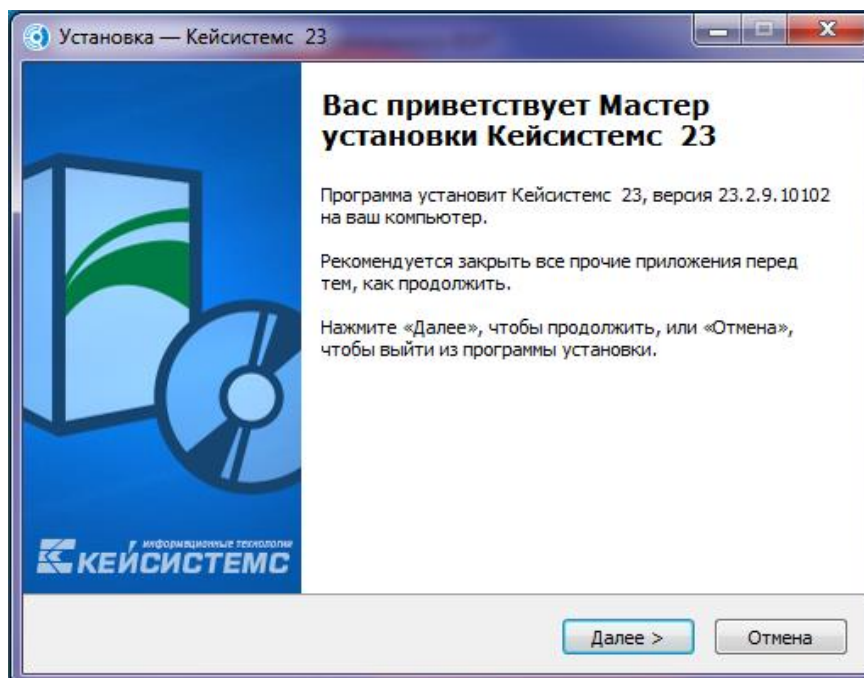 Установка — Кейсистемс 23
Вас приветствует Мастер
установки Кейсистемс 23
Программа установит Кейсистемс 23, версия 23.2.9.10102
на ваш компьютер.
Рекомендуется закрыть все прочие приложения перед
тем, как продолжить.
Нажмите «Далее», чтобы продолжить, или «Отмена»,
чтобы выйти из программы установки.
информационные технологии
КЕЙСИСТЕМС
Далее >
Отмена